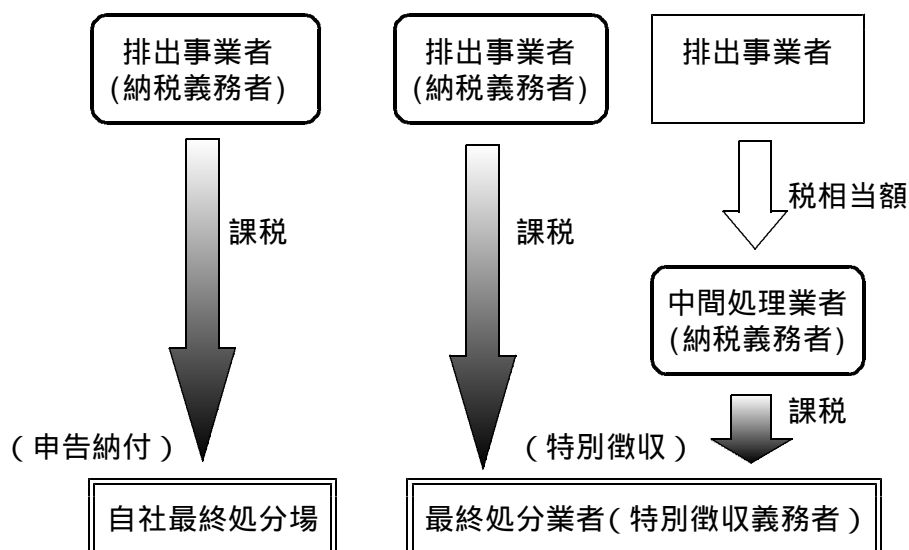 排出事業者
(納税義務者)
排出事業者
(納税義務者)
排出事業者
税相当額
課税
課税
中間処理業者
(納税義務者)
課税
（申告納付）
（特別徴収）
自社最終処分場
最終処分業者(特別徴収義務者)